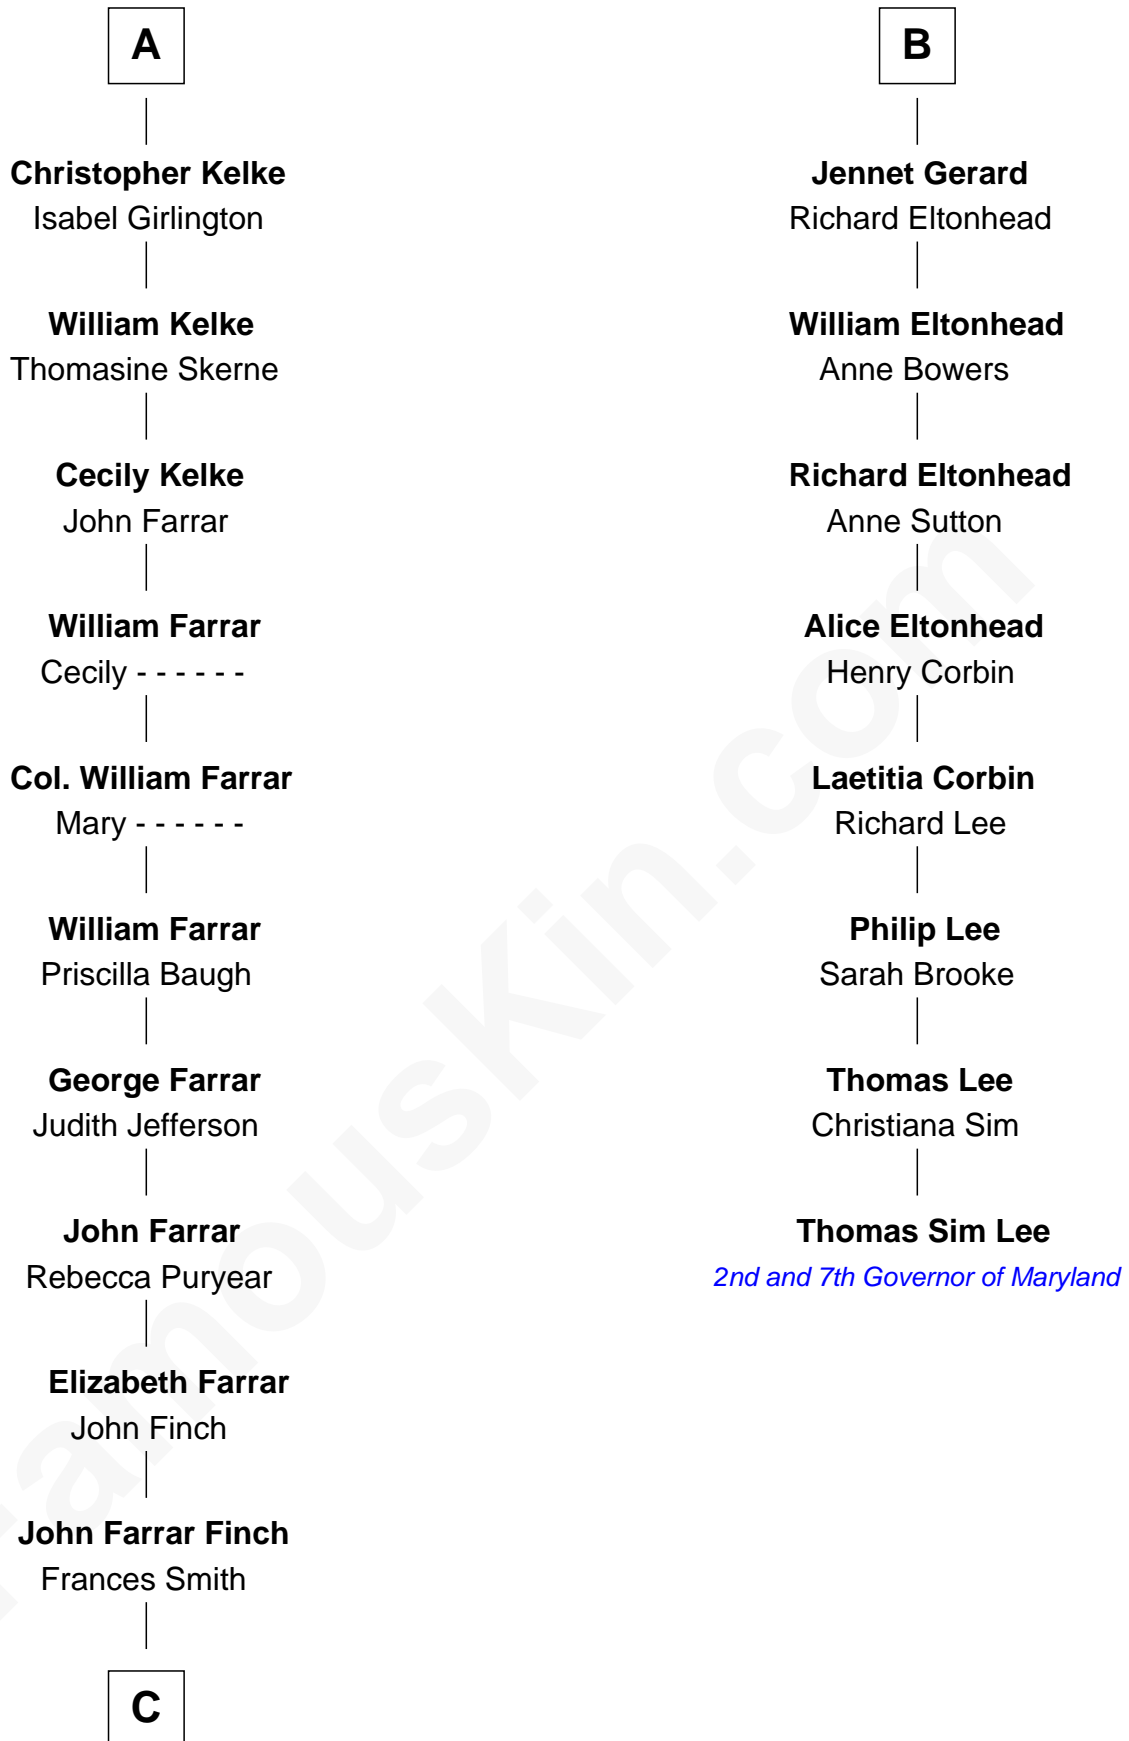 A
Christopher Kelke
Isabel Girlington
William Kelke
Thomasine Skerne
Cecily Kelke
John Farrar
William Farrar
Cecily - - - - - -
Col. William Farrar
Mary - - - - - -
William Farrar
Priscilla Baugh
George Farrar
Judith Jefferson
John Farrar
Rebecca Puryear
Elizabeth Farrar
John Finch
John Farrar Finch
Frances Smith
C
B
Jennet Gerard
Richard Eltonhead
William Eltonhead
Anne Bowers
Richard Eltonhead
Anne Sutton
Alice Eltonhead
Henry Corbin
Laetitia Corbin
Richard Lee
Philip Lee
Sarah Brooke
Thomas Lee
Christiana Sim
Thomas Sim Lee
2nd and 7th Governor of Maryland
FamousKin.com